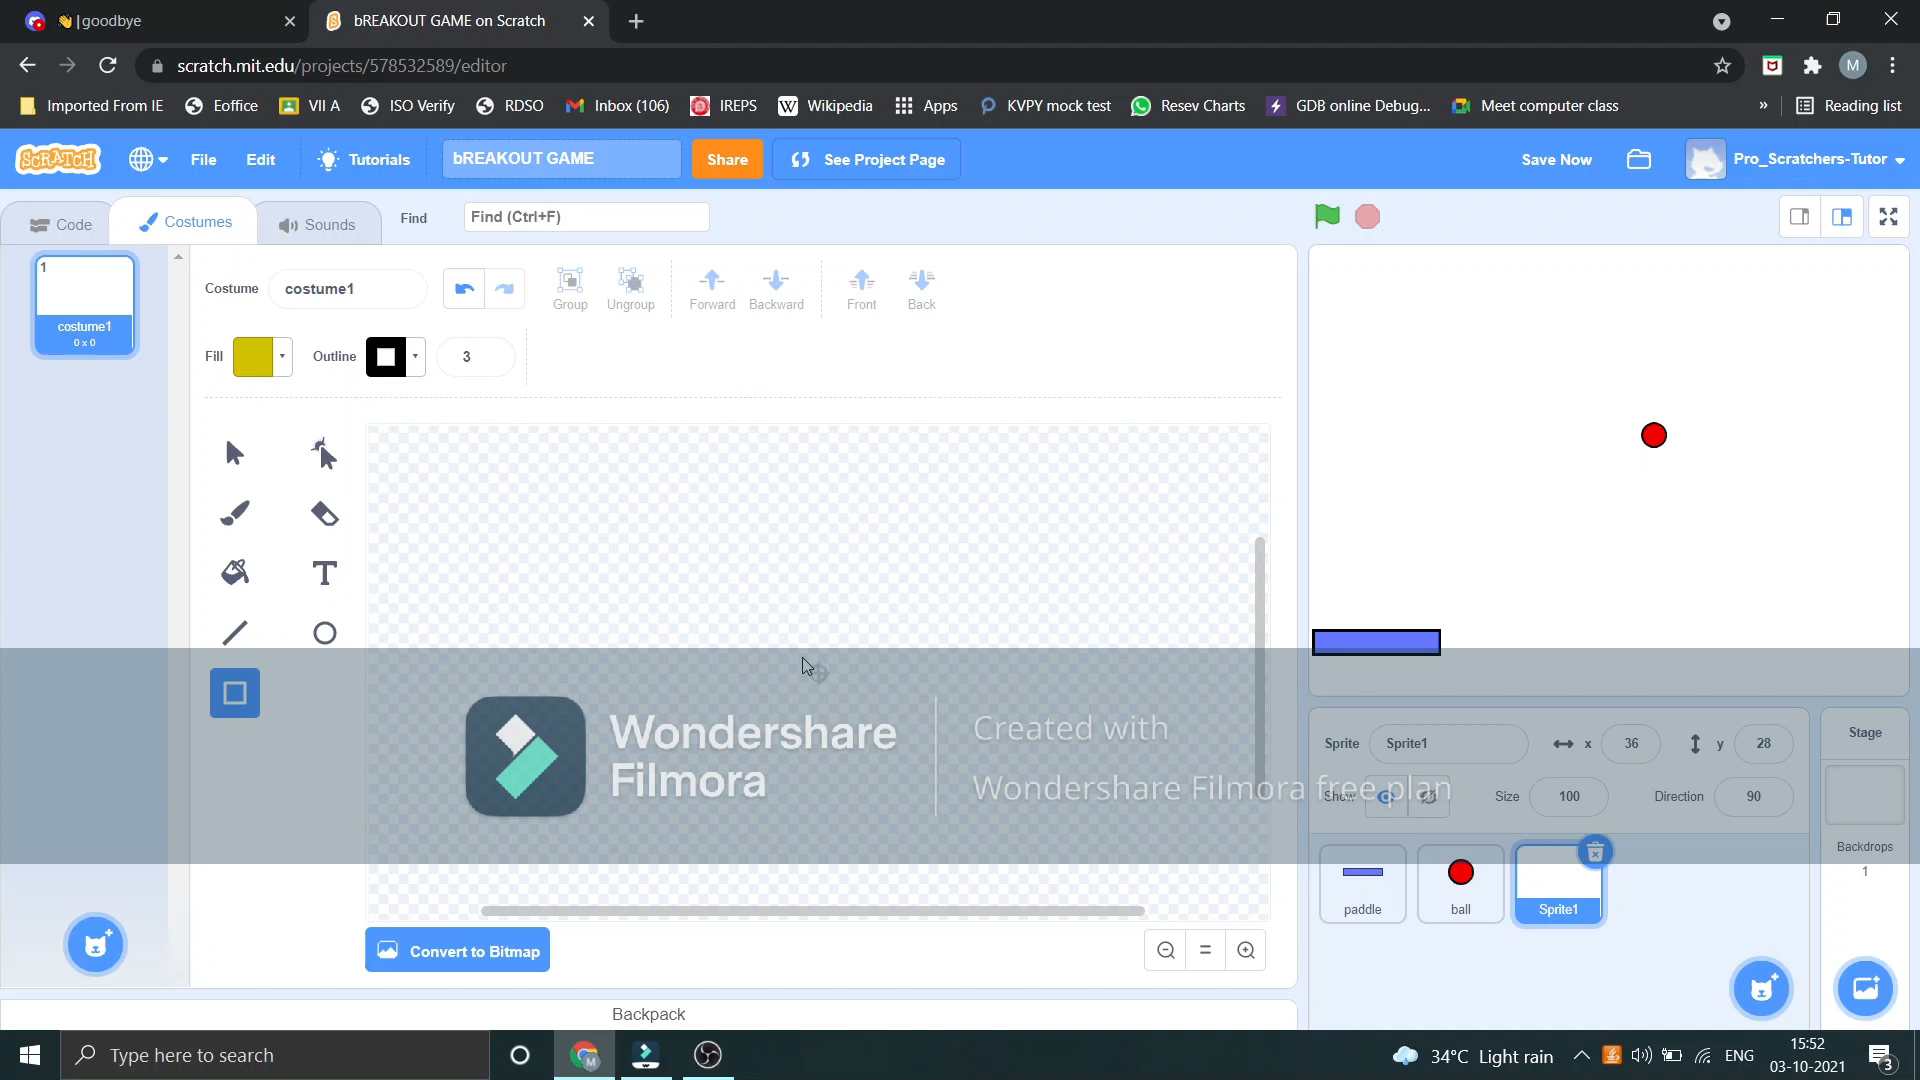 👋 | goodbye
bREAKOUT GAME on Scratch
scratch.mit.edu/projects/578532589/editor
M
Imported From IE
Eoffice
VII A
ISO Verify
RDSO
Inbox (106)
IREPS
W Wikipedia
Apps
KVPY mock test
Resev Charts
GDB online Debug...
Meet computer class
»
Reading list
SCRATCH
File
Edit
Tutorials
bREAKOUT GAME
Share
See Project Page
Save Now
Pro_Scratchers-Tutor
Code
Costumes
Sounds
Find
Find (Ctrl+F)
1
costume1
0 x 0
Costume
costume1
Group
Ungroup
Forward
Backward
Front
Back
Fill
Outline
3
T
Wondershare
Filmora
Created with
Wondershare Filmora free plan
Convert to Bitmap
Backpack
Sprite
Sprite1
x
36
y
28
Show
Size
100
Direction
90
paddle
ball
Sprite1
Stage
Backdrops
1
Type here to search
M
34°C Light rain
ENG
15:52
03-10-2021
3